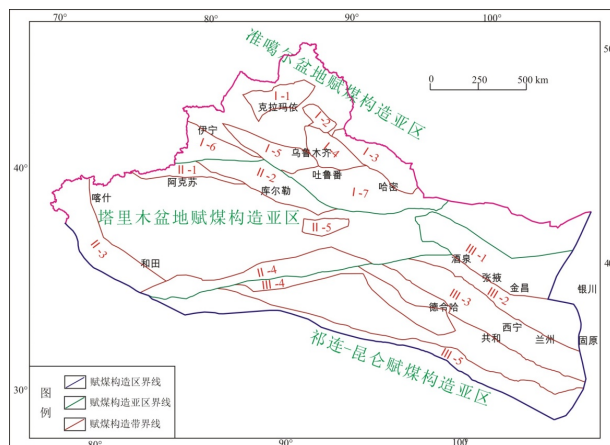 70°
80°
90°
100°
50
准噶尔盆地赋煤构造亚区
0 250 500 km
I-1
克拉玛依
I-2
伊宁
I-6
I-5
乌鲁木齐
I-4
I-3
40°
II-1
II-2
吐鲁番
阿克苏
喀什
库尔勒
I-7
哈密
塔里木盆地赋煤构造亚区
II-5
II-3
和田
III-1
酒泉
40
张掖
金昌
银川
II-4
III-4
III-2
III-3
德令哈
西宁
共和
兰州
固原
祁连-昆仑赋煤构造亚区
III-5
30°
图例
赋煤构造区界线
赋煤构造亚区界线
赋煤构造带界线
80°
90°
100°